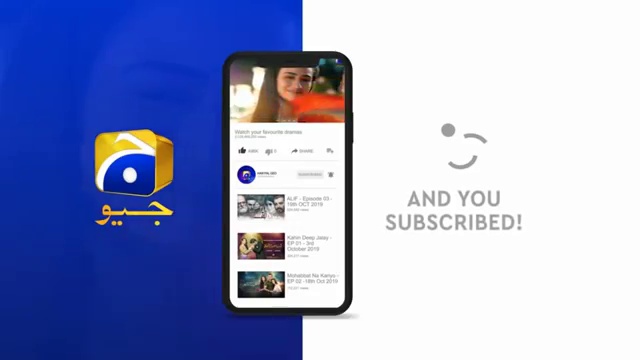 جیو
Watch your favourite dramas
SHARE
ALIF - Episode 03 -
19th OCT 2019
Kahin Deep Jalay -
EP 01 - 3rd
October 2019
Mohabbat Na Kariyo -
EP 02 -18th Oct 2019
AND YOU
SUBSCRIBED!